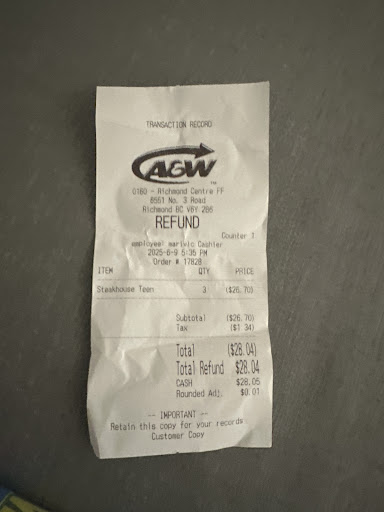 TRANSACTION RECORD
A&W
TM
0180 - Richmond Centre FF
6551 No. 3 Road
Richmond BC V6Y 2B6
REFUND
Counter 1
employee: marivic Cashier
2025-6-9 5:35 PM
Order # 17828
ITEM QTY PRICE
Steakhouse Teen 3 ($26.70)
Subtotal ($26.70)
Tax ($1.34)
Total ($28.04)
Total Refund $28.04
CASH $28.05
Rounded Adj. $0.01
-- IMPORTANT --
Retain this copy for your records.
Customer Copy